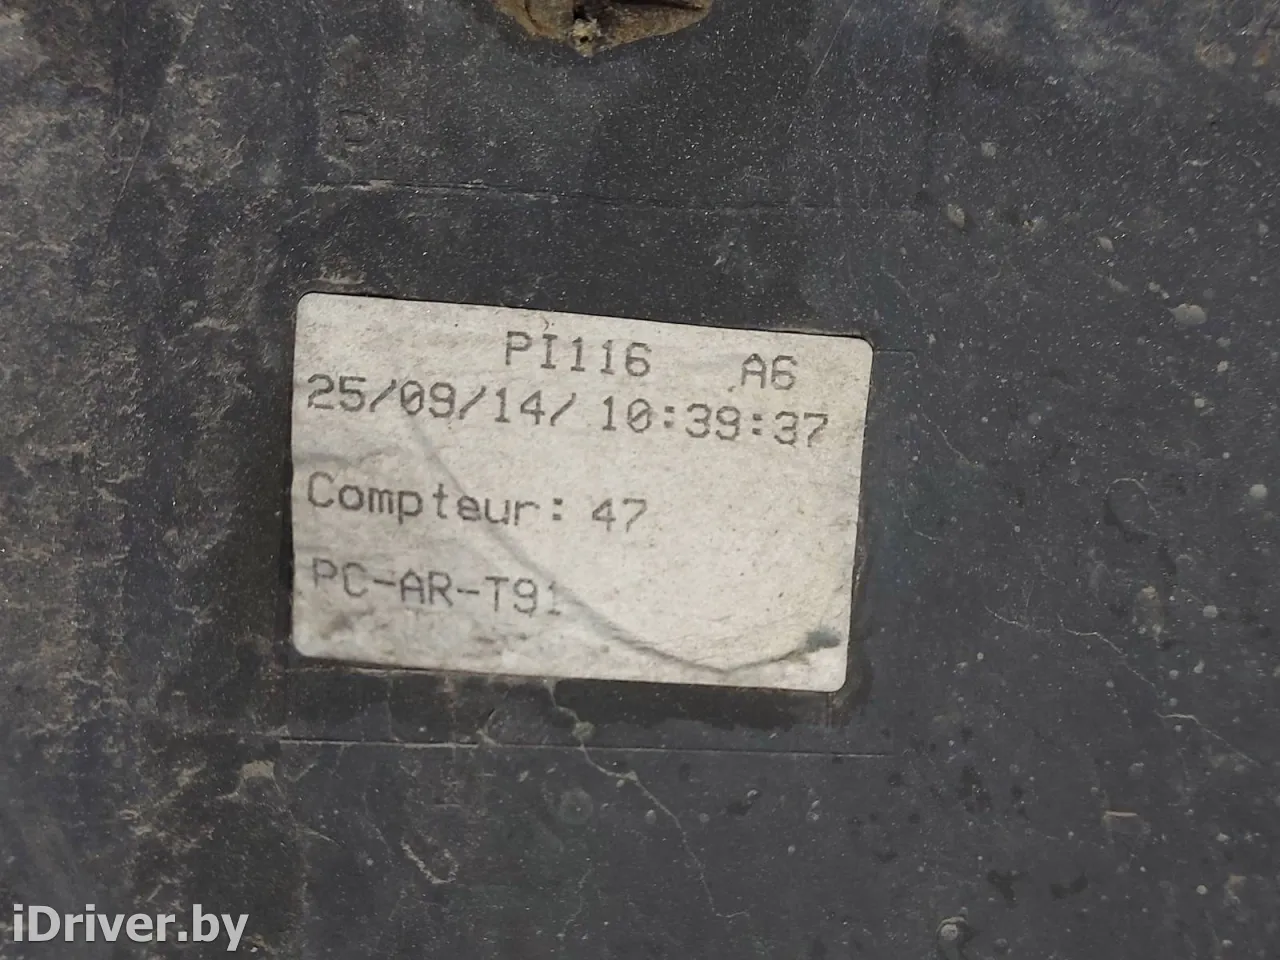 PI116 A6
25/09/14/ 10:39:37
Compteur: 47
PC-AR-T91
iDriver.by